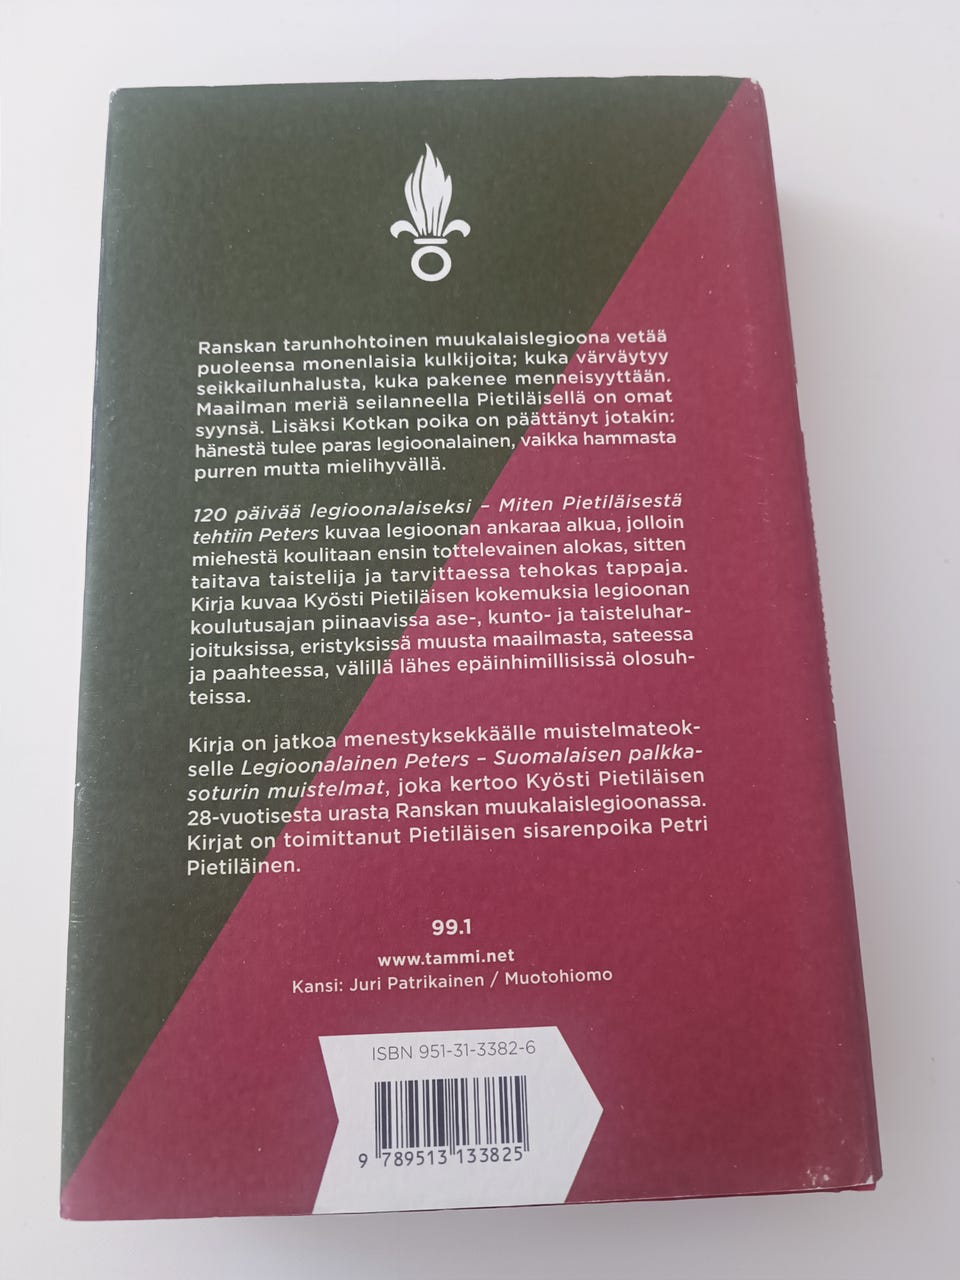 Ranskan tarunhohtoinen muukalaislegioona vetää
puoleensa monenlaisia kulkijoita; kuka värväytyy
seikkailunhalusta, kuka pakenee menneisyyttään.
Maailman meriä seilanneella Pietiläisellä on omat
syynsä. Lisäksi Kotkan poika on päättänyt jotakin:
hänestä tulee paras legioonalainen, vaikka hammasta
purren mutta mielihyvällä.
120 päivää legioonalaiseksi – Miten Pietiläisestä
tehtiin Peters kuvaa legioonan ankaraa alkua, jolloin
miehestä koulitaan ensin tottelevainen alokas, sitten
taitava taistelija ja tarvittaessa tehokas tappaja.
Kirja kuvaa Kyösti Pietiläisen kokemuksia legioonan
koulutusajan piinaavissa ase-, kunto- ja taisteluhar-
joituksissa, eristyksissä muusta maailmasta, sateessa
ja paahteessa, välillä lähes epäinhimillisissä olosuh-
teissa.
Kirja on jatkoa menestyksekkäälle muistelmateok-
selle Legioonalainen Peters – Suomalaisen palkka-
soturin muistelmat, joka kertoo Kyösti Pietiläisen
28-vuotisesta urasta Ranskan muukalaislegioonassa.
Kirjat on toimittanut Pietiläisen sisarenpoika Petri
Pietiläinen.
99.1
www.tammi.net
Kansi: Juri Patrikainen / Muotohiomo
ISBN 951-31-3382-6
9 789513 133825